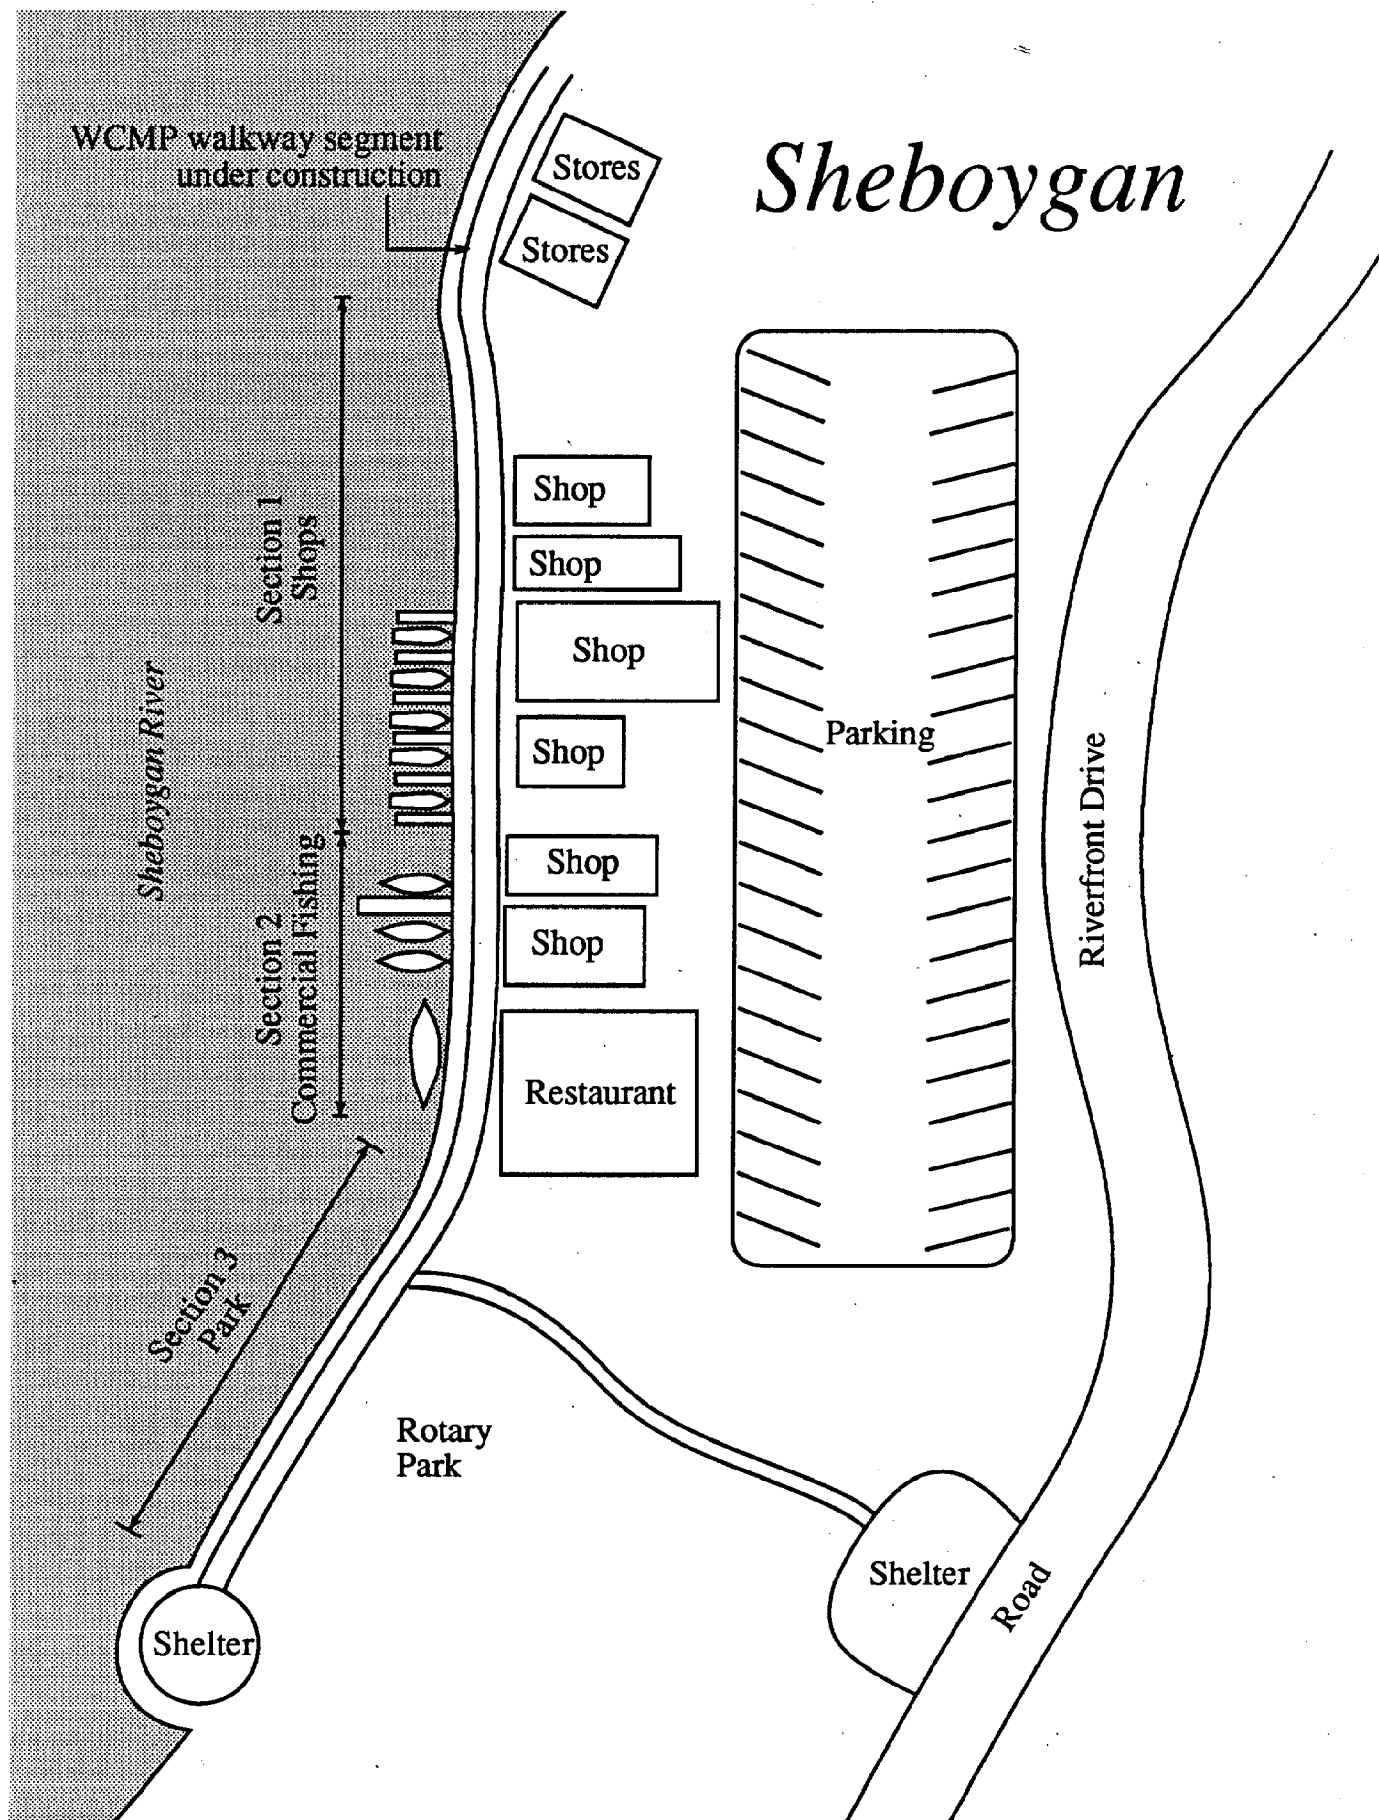 WCMP walkway segment
under construction
Stores
Stores
Sheboygan
Section 1
Shops
Shop
Shop
Shop
Shop
Parking
Sheboygan River
Riverfront Drive
Section 2
Commercial Fishing
Shop
Shop
Restaurant
Section 3
Park
Rotary
Park
Shelter
Road
Shelter